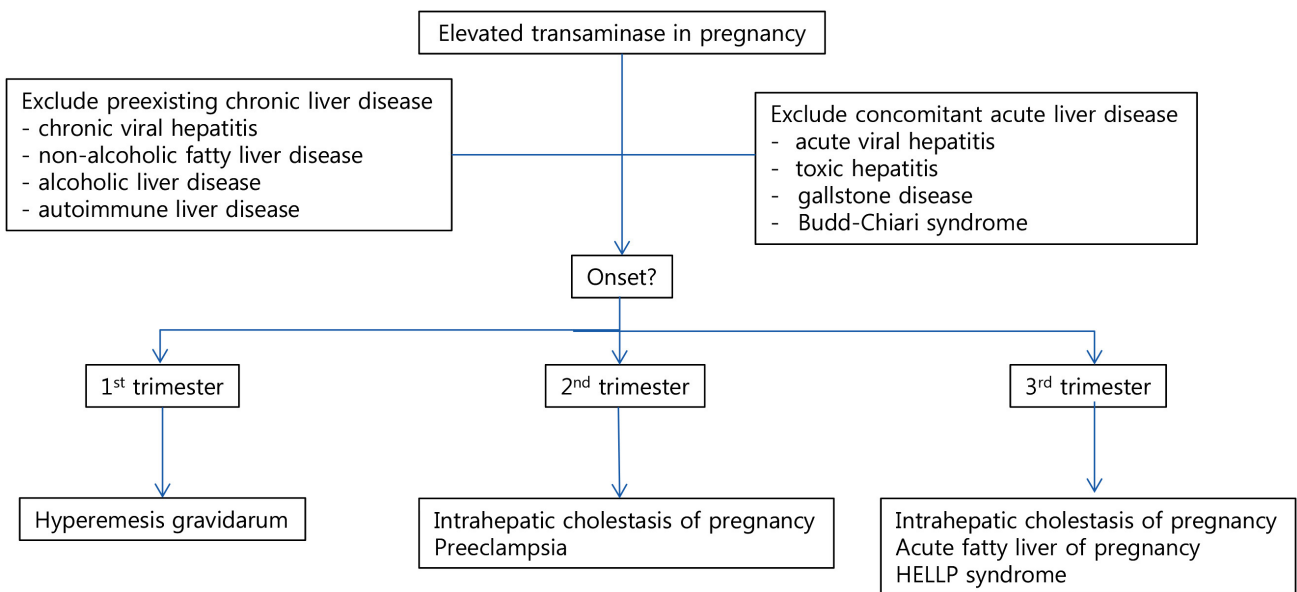 Elevated transaminase in pregnancy
Exclude preexisting chronic liver disease
- chronic viral hepatitis
- non-alcoholic fatty liver disease
- alcoholic liver disease
- autoimmune liver disease
Exclude concomitant acute liver disease
- acute viral hepatitis
- toxic hepatitis
- gallstone disease
- Budd-Chiari syndrome
Onset?
1st trimester
2nd trimester
3rd trimester
Hyperemesis gravidarum
Intrahepatic cholestasis of pregnancy
Preeclampsia
Intrahepatic cholestasis of pregnancy
Acute fatty liver of pregnancy
HELLP syndrome